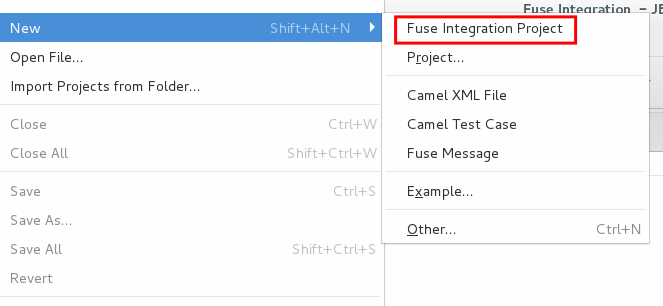 Fuse Integration - JB
New Shift+Alt+N
Open File...
Import Projects from Folder...
Close Ctrl+W
Close All Shift+Ctrl+W
Save Ctrl+S
Save As...
Save All Shift+Ctrl+S
Revert
Fuse Integration Project
Project...
Camel XML File
Camel Test Case
Fuse Message
Example...
Other... Ctrl+N